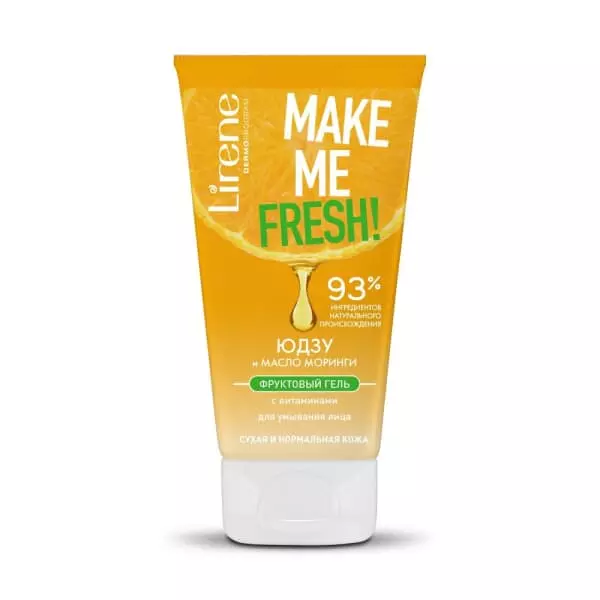 Lirene
DERMOPROGRAM
MAKE
ME
FRESH!
93%
ИНГРЕДИЕНТОВ
НАТУРАЛЬНОГО
ПРОИСХОЖДЕНИЯ
ЮДЗУ
и МАСЛО МОРИНГИ
ФРУКТОВЫЙ ГЕЛЬ
с витаминами
для умывания лица
СУХАЯ И НОРМАЛЬНАЯ КОЖА